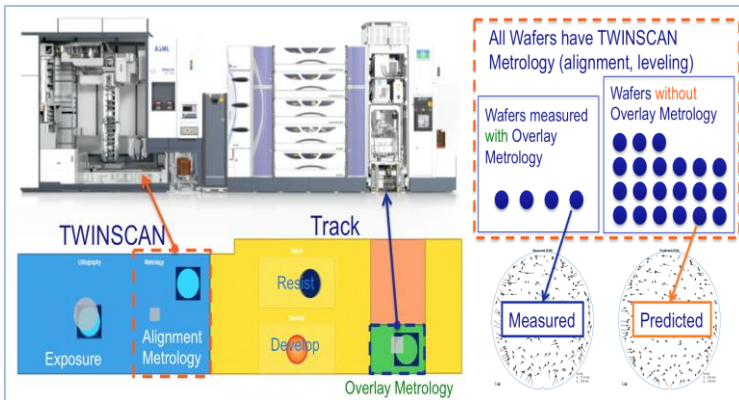 ASML
All Wafers have TWINSCAN
Metrology (alignment, leveling)
Wafers measured
with Overlay
Metrology
Wafers without
Overlay Metrology
TWINSCAN
Track
Lithography
Metrology
Resist
Exposure
Alignment
Metrology
Develop
Overlay Metrology
Measured
Predicted